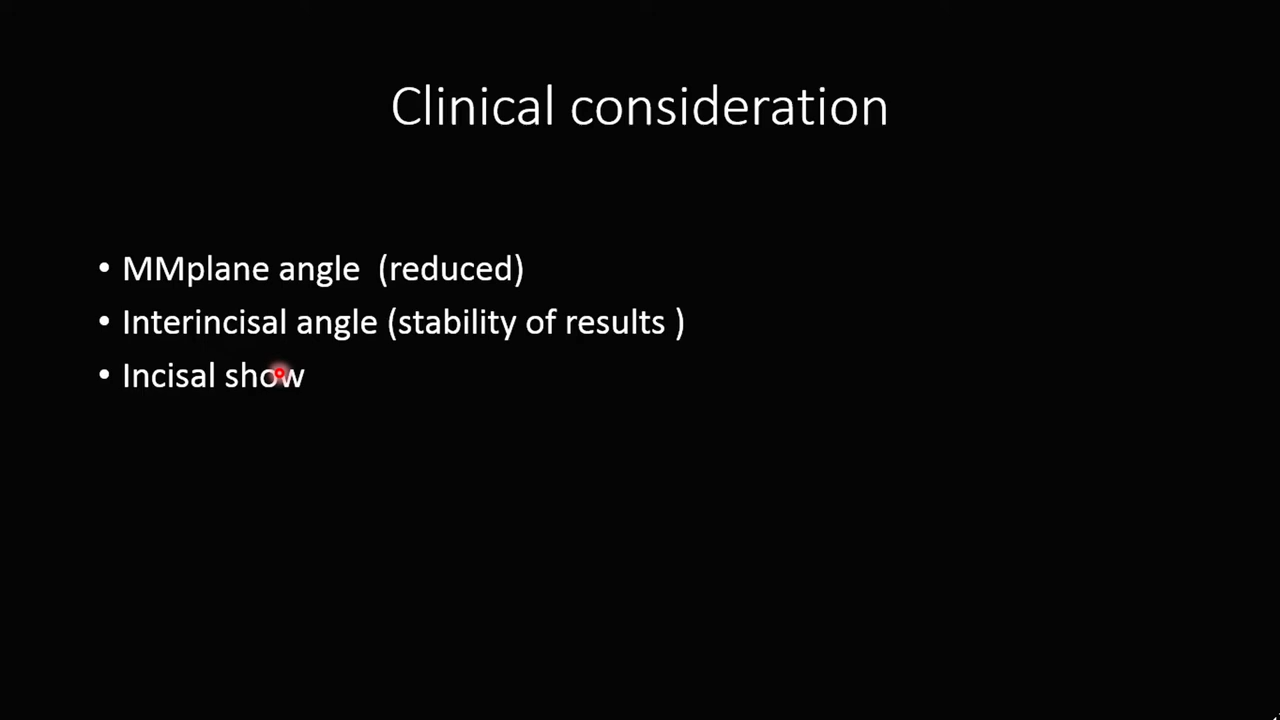 Clinical consideration
• MMplane angle  (reduced)
• Interincisal angle (stability of results )
• Incisal show